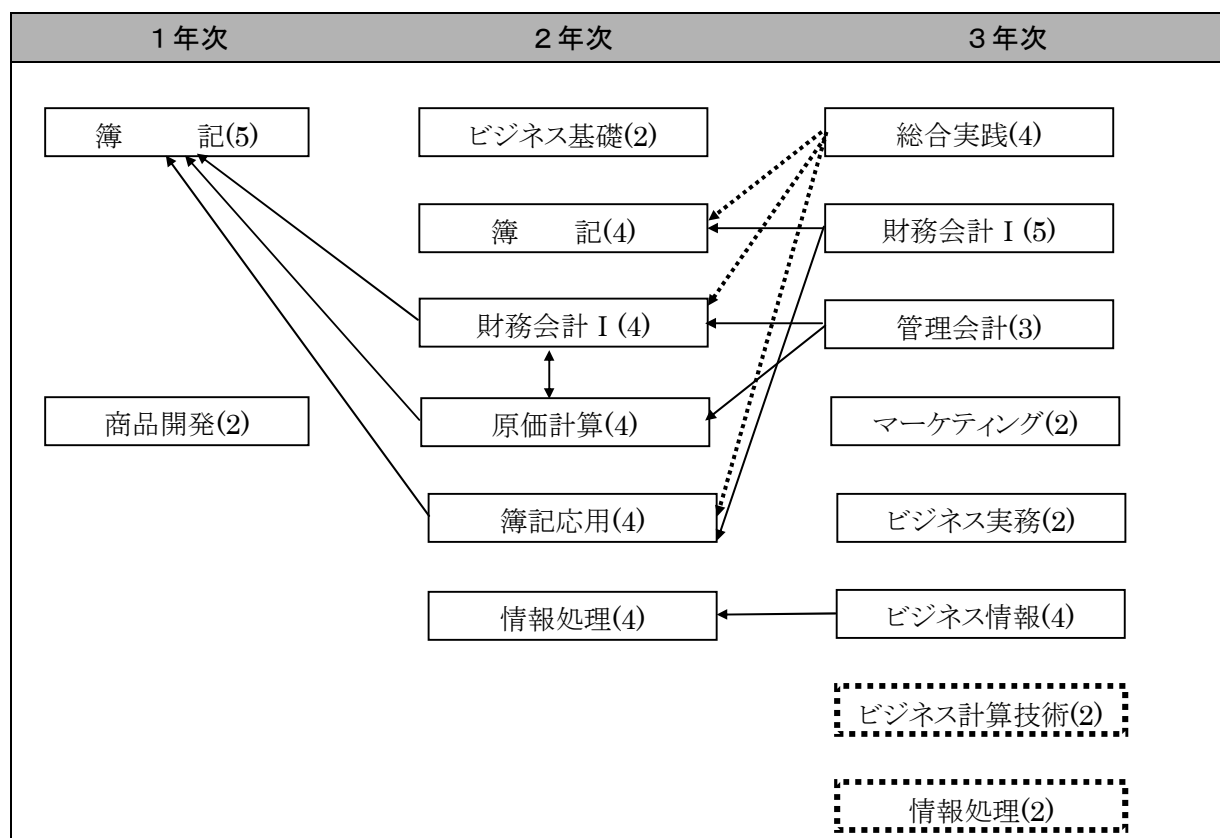 １年次 ２年次 ３年次
簿 記(5) ビジネス基礎(2) 総合実践(4)
簿 記(4) 財務会計Ⅰ(5)
財務会計Ⅰ(4) 管理会計(3)
商品開発(2) 原価計算(4) マーケティング(2)
簿記応用(4) ビジネス実務(2)
情報処理(4) ビジネス情報(4)
ビジネス計算技術(2)
情報処理(2)